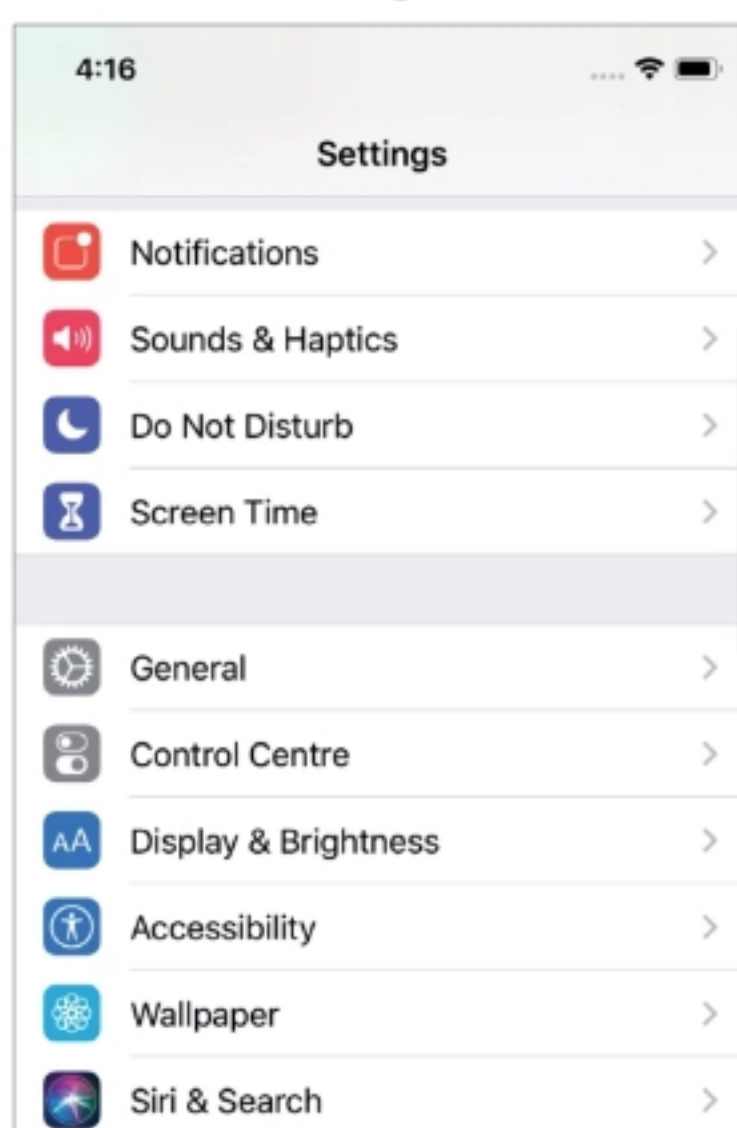 4:16
Settings
Notifications
Sounds & Haptics
Do Not Disturb
Screen Time
General
Control Centre
AA Display & Brightness
Accessibility
Wallpaper
Siri & Search